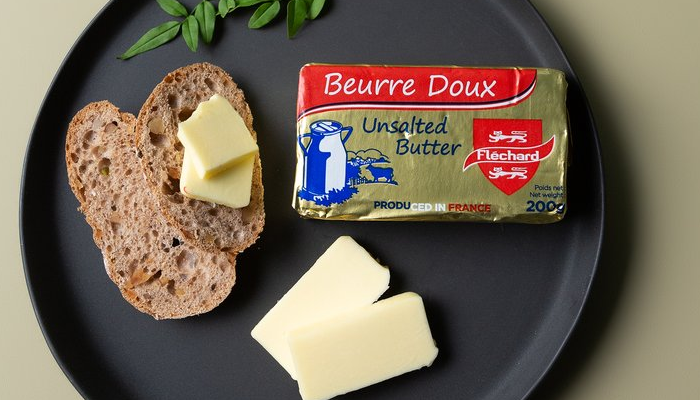 Beurre Doux
Unsalted
Butter
Fléchard
Poids net
Net weight
200g
PRODUCED IN FRANCE